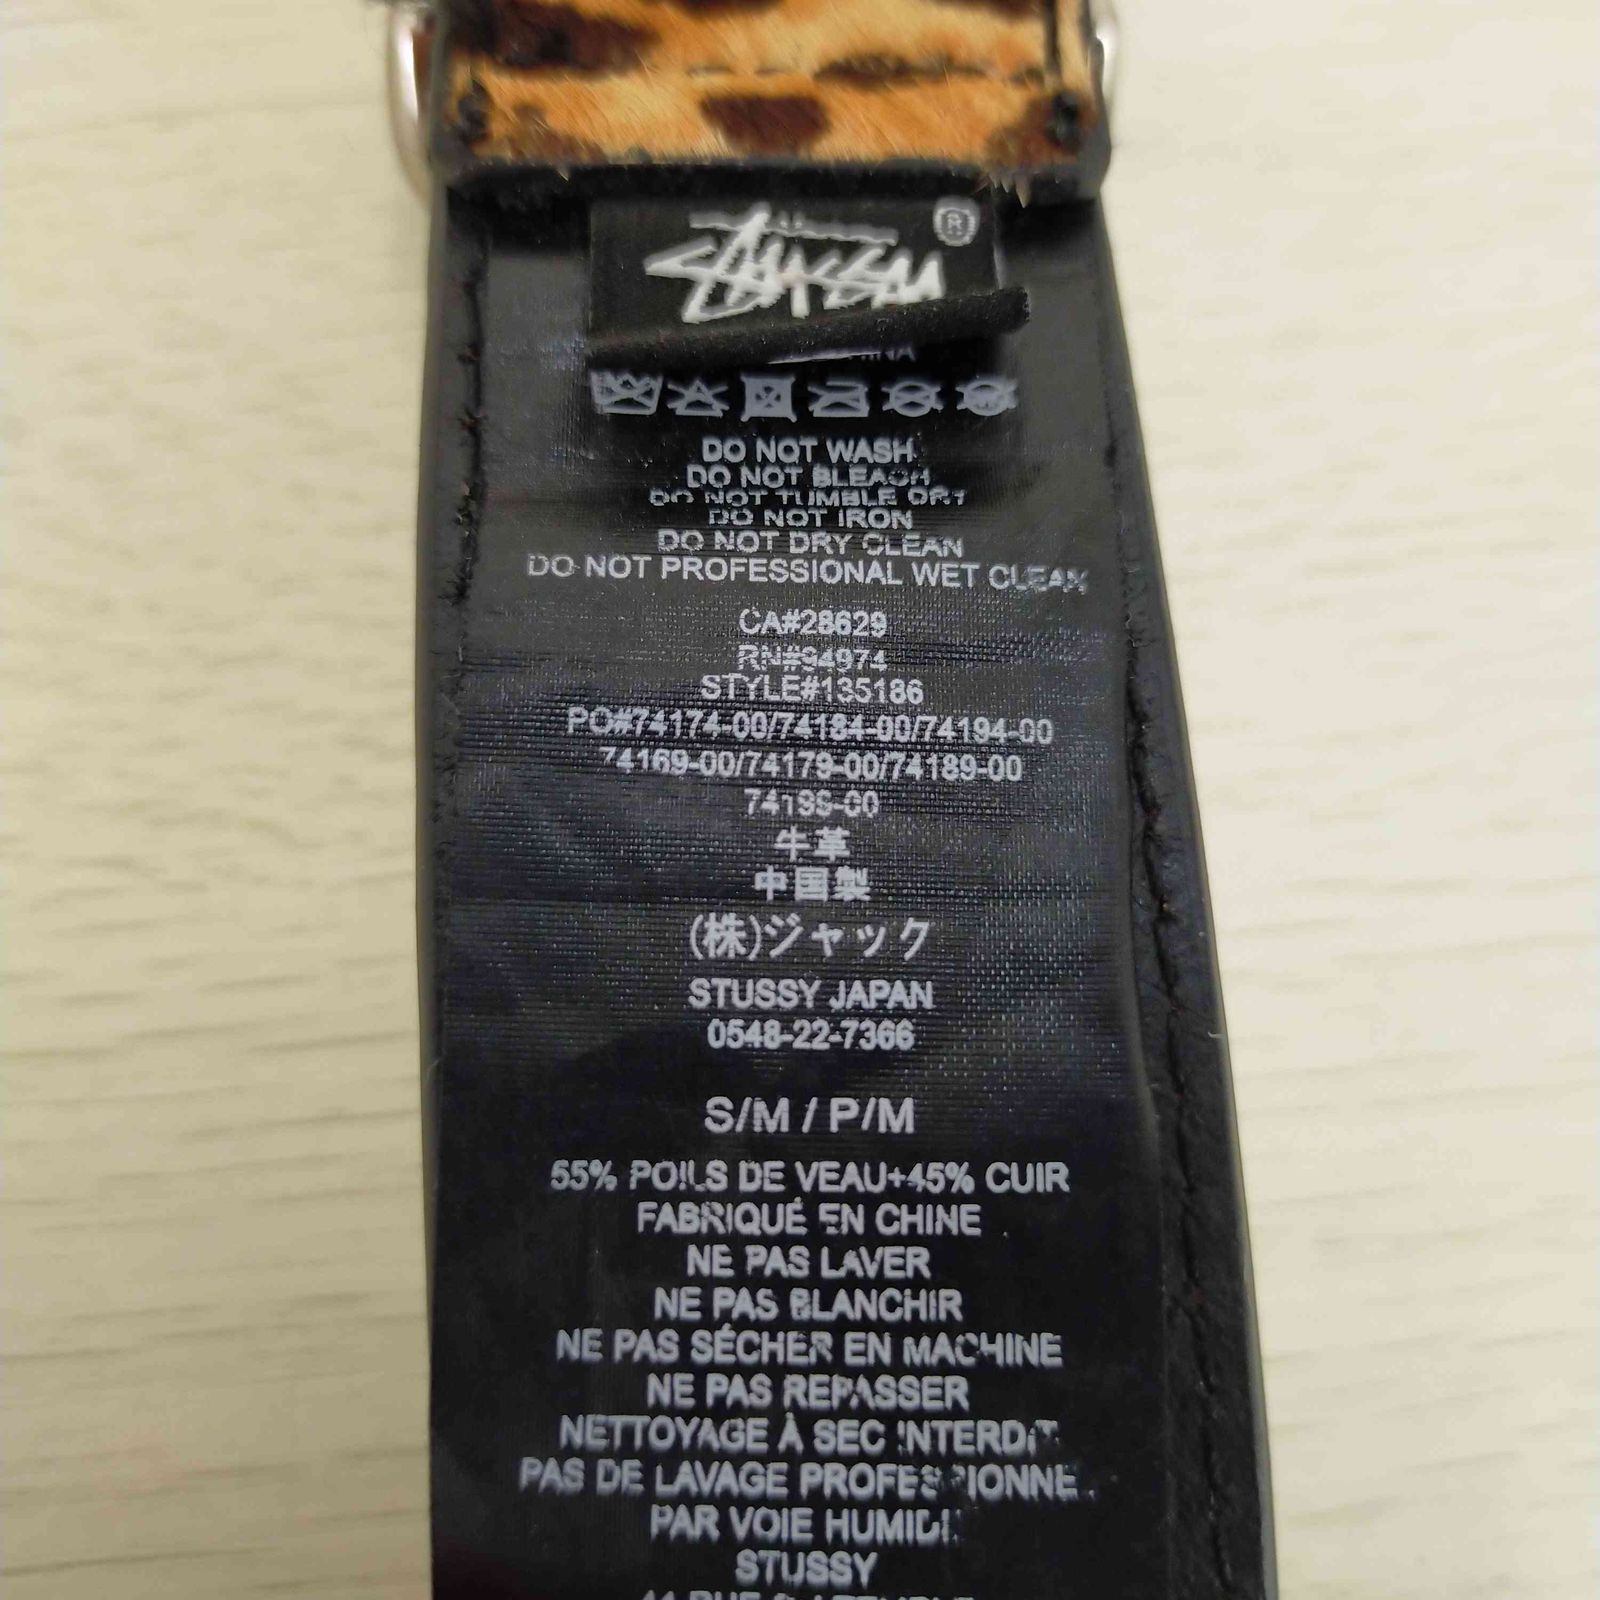 STÜSSY ®
DO NOT WASH
DO NOT BLEACH
DO NOT TUMBLE DRY
DO NOT IRON
DO NOT DRY CLEAN
DO NOT PROFESSIONAL WET CLEAN
CA#28629
RN#94974
STYLE#135186
PO#74174-00/74184-00/74194-00
74169-00/74179-00/74189-00
74199-00
牛革
中国製
(株)ジャック
STUSSY JAPAN
0548-22-7366
S/M / P/M
55% POILS DE VEAU+45% CUIR
FABRIQUÉ EN CHINE
NE PAS LAVER
NE PAS BLANCHIR
NE PAS SÉCHER EN MACHINE
NE PAS REPASSER
NETTOYAGE À SEC INTERDIT
PAS DE LAVAGE PROFESSIONNEL
PAR VOIE HUMIDE
STUSSY